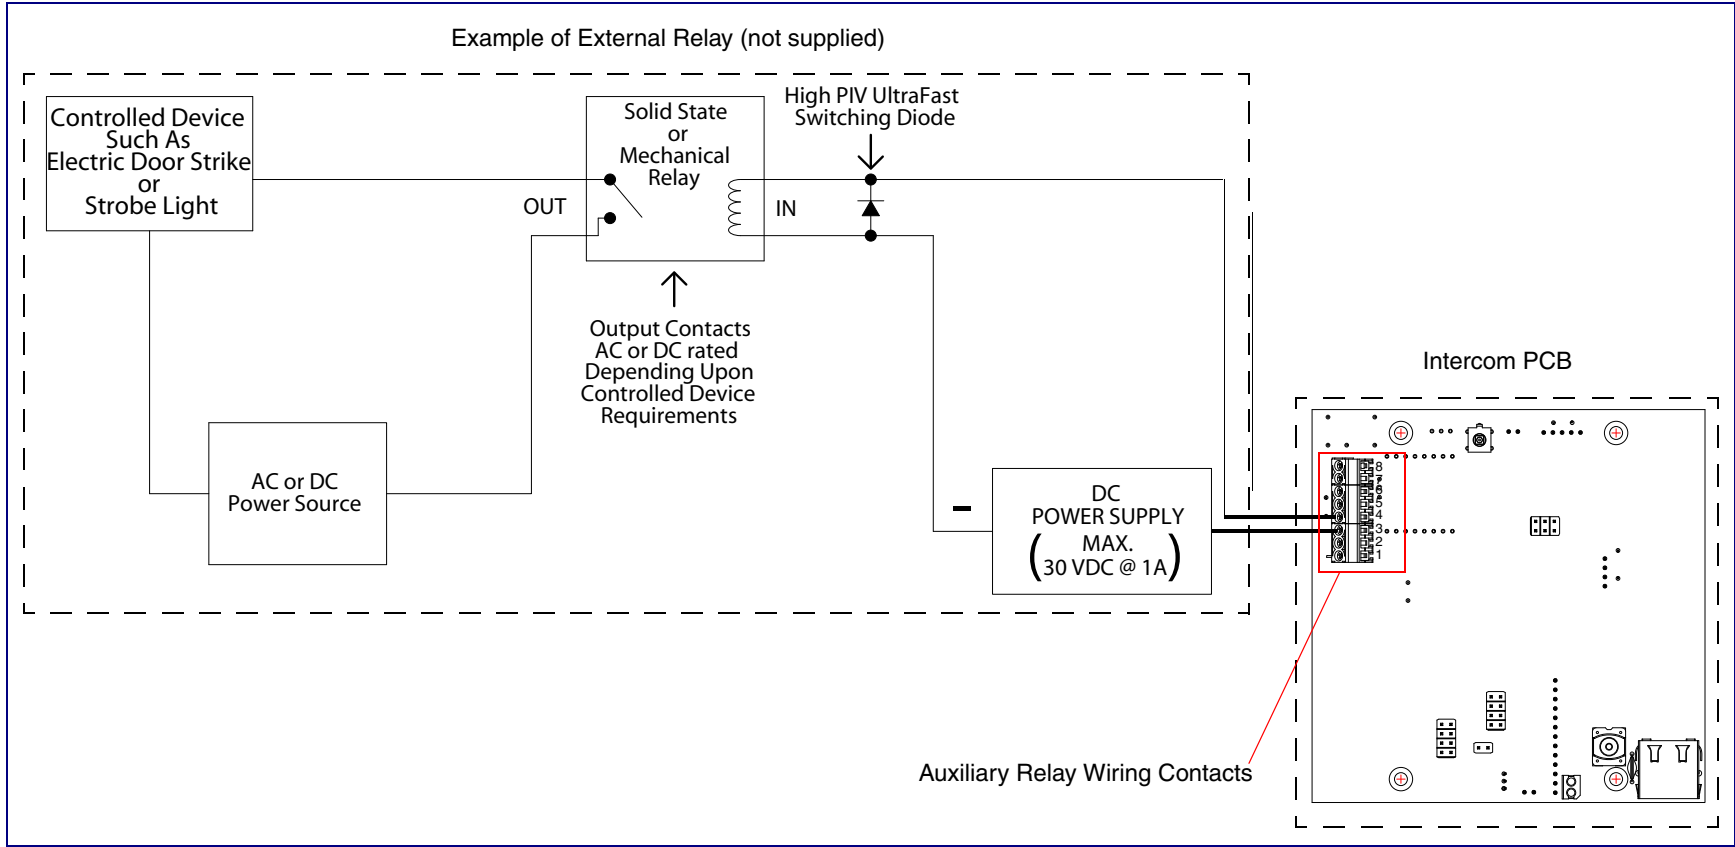 Example of External Relay (not supplied)
Controlled Device
Such As
Electric Door Strike
or
Strobe Light
Solid State
or
Mechanical
Relay
High PIV UltraFast
Switching Diode
OUT
IN
Output Contacts
AC or DC rated
Depending Upon
Controlled Device
Requirements
AC or DC
Power Source
-
DC
POWER SUPPLY
(MAX.
30 VDC @ 1A)
Intercom PCB
8
7
6
5
4
3
2
1
Auxiliary Relay Wiring Contacts